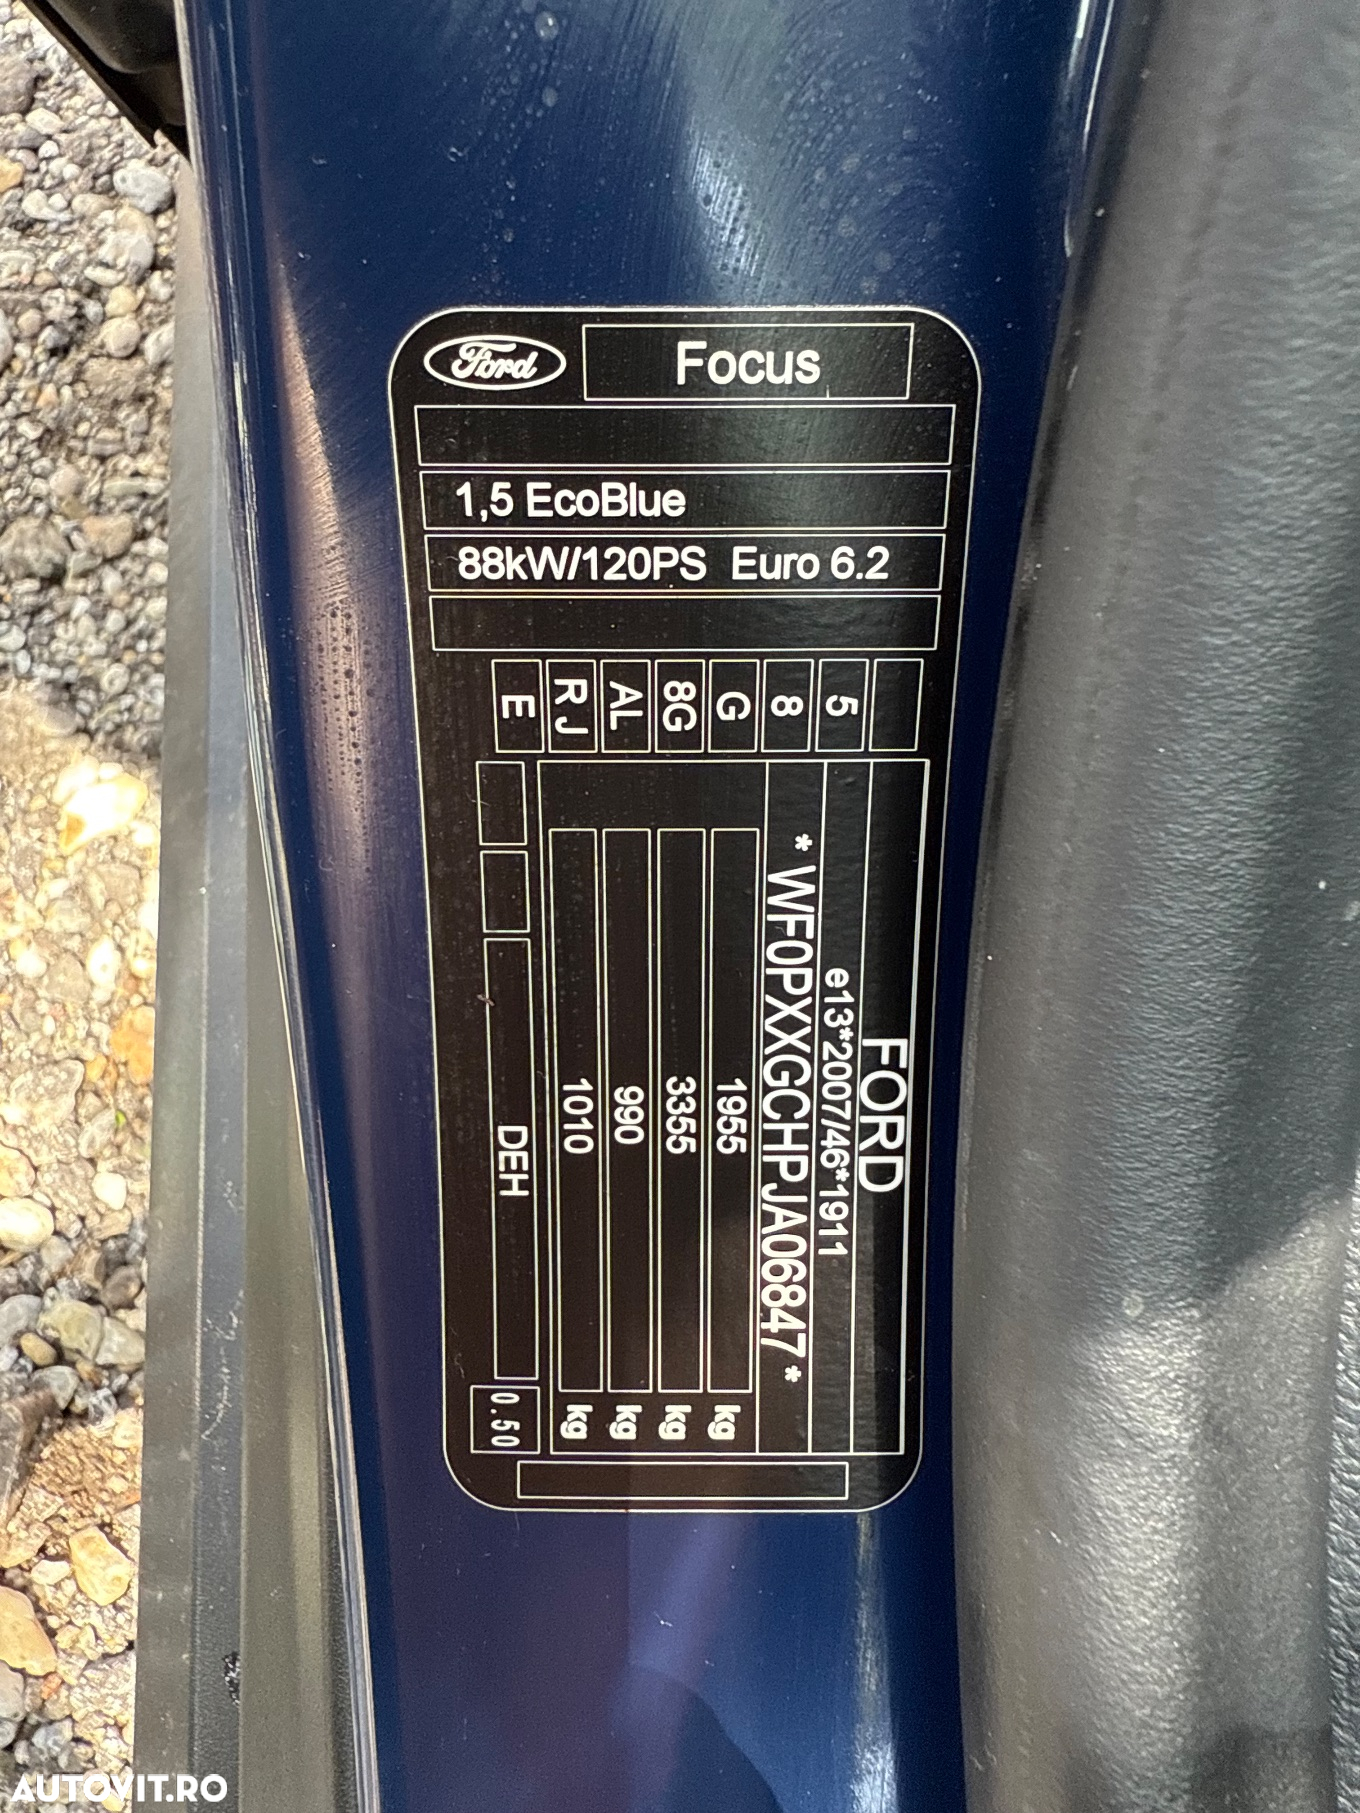 Ford
Focus
1,5 EcoBlue
88kW/120PS Euro 6.2
E RJ AL 8G G 8 5
FORD
e13*2007/46*1911
* WF0PXXGCHPJA06847 *
1955 kg
3355 kg
990 kg
1010 kg
DEH 0.50
AUTOVIT.RO